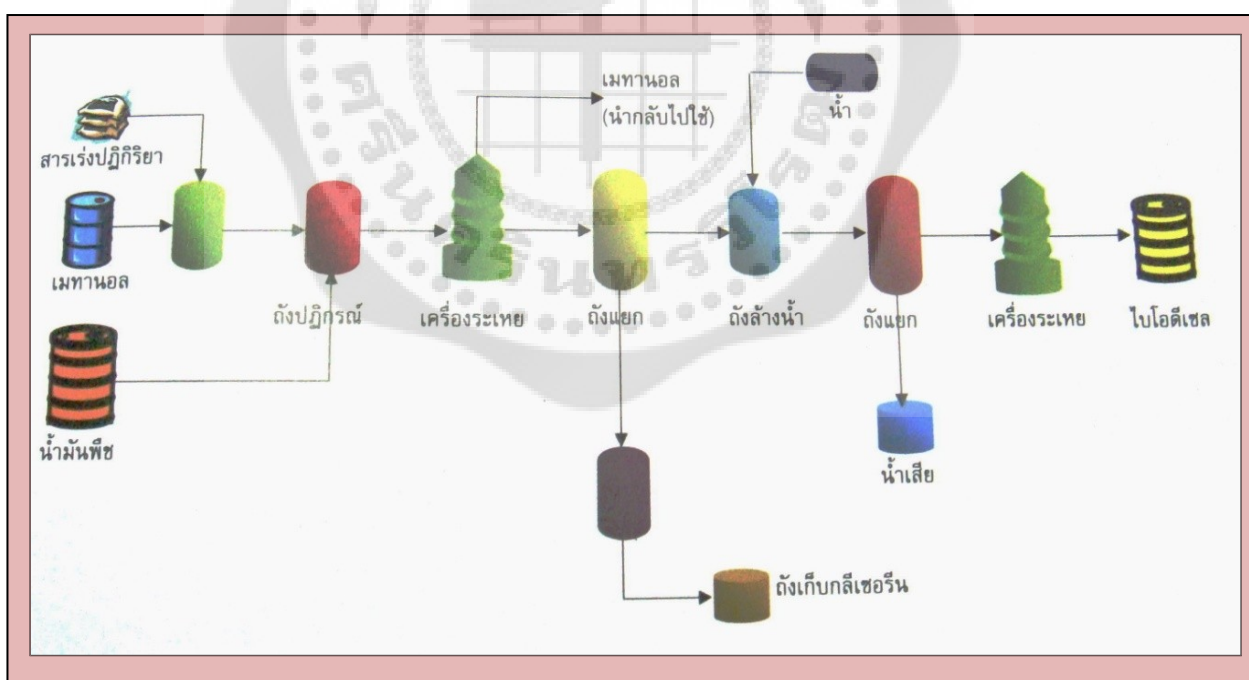 เมทานอล
(นำกลับไปใช้)
น้ำ
สารเร่งปฏิกิริยา
เมทานอล
ถังปฏิกรณ์
เครื่องระเหย
ถังแยก
ถังล้างน้ำ
ถังแยก
เครื่องระเหย
ไบโอดีเซล
น้ำมันพืช
น้ำเสีย
ถังเก็บกลีเซอรีน